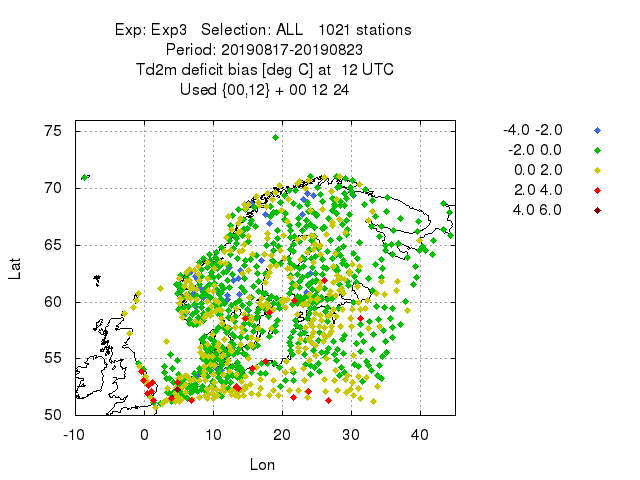 Exp: Exp3 Selection: ALL 1021 stations
Period: 20190817-20190823
Td2m deficit bias [deg C] at 12 UTC
Used {00,12} + 00 12 24
-4.0 -2.0
-2.0 0.0
0.0 2.0
2.0 4.0
4.0 6.0
75
70
65
60
55
50
Lat
-10 0 10 20 30 40
Lon